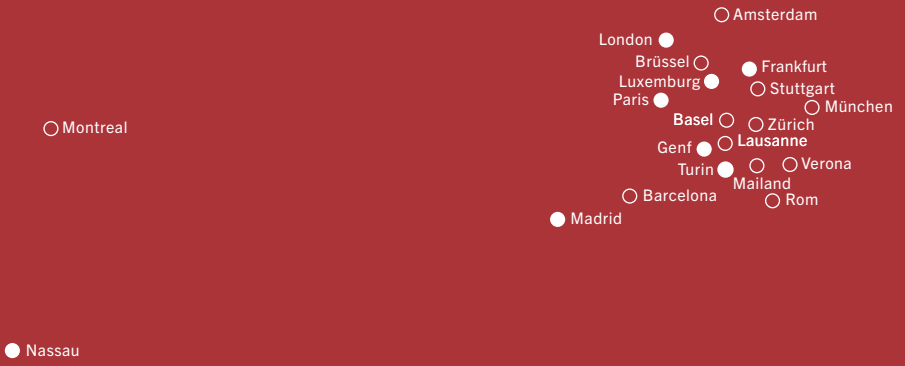 Amsterdam
London
Brüssel
Frankfurt
Luxemburg
Stuttgart
Paris
München
Basel
Zürich
Montreal
Lausanne
Genf
Verona
Turin
Mailand
Barcelona
Rom
Madrid
Nassau